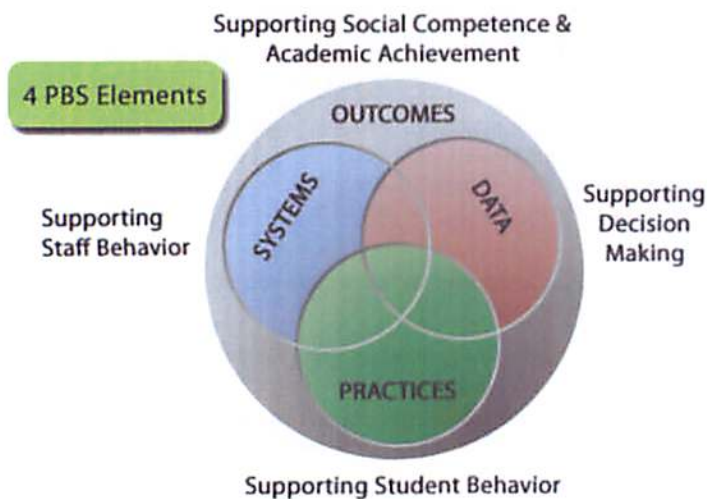 Supporting Social Competence &
Academic Achievement
4 PBS Elements
OUTCOMES
SYSTEMS
DATA
Supporting
Staff Behavior
Supporting
Decision
Making
PRACTICES
Supporting Student Behavior